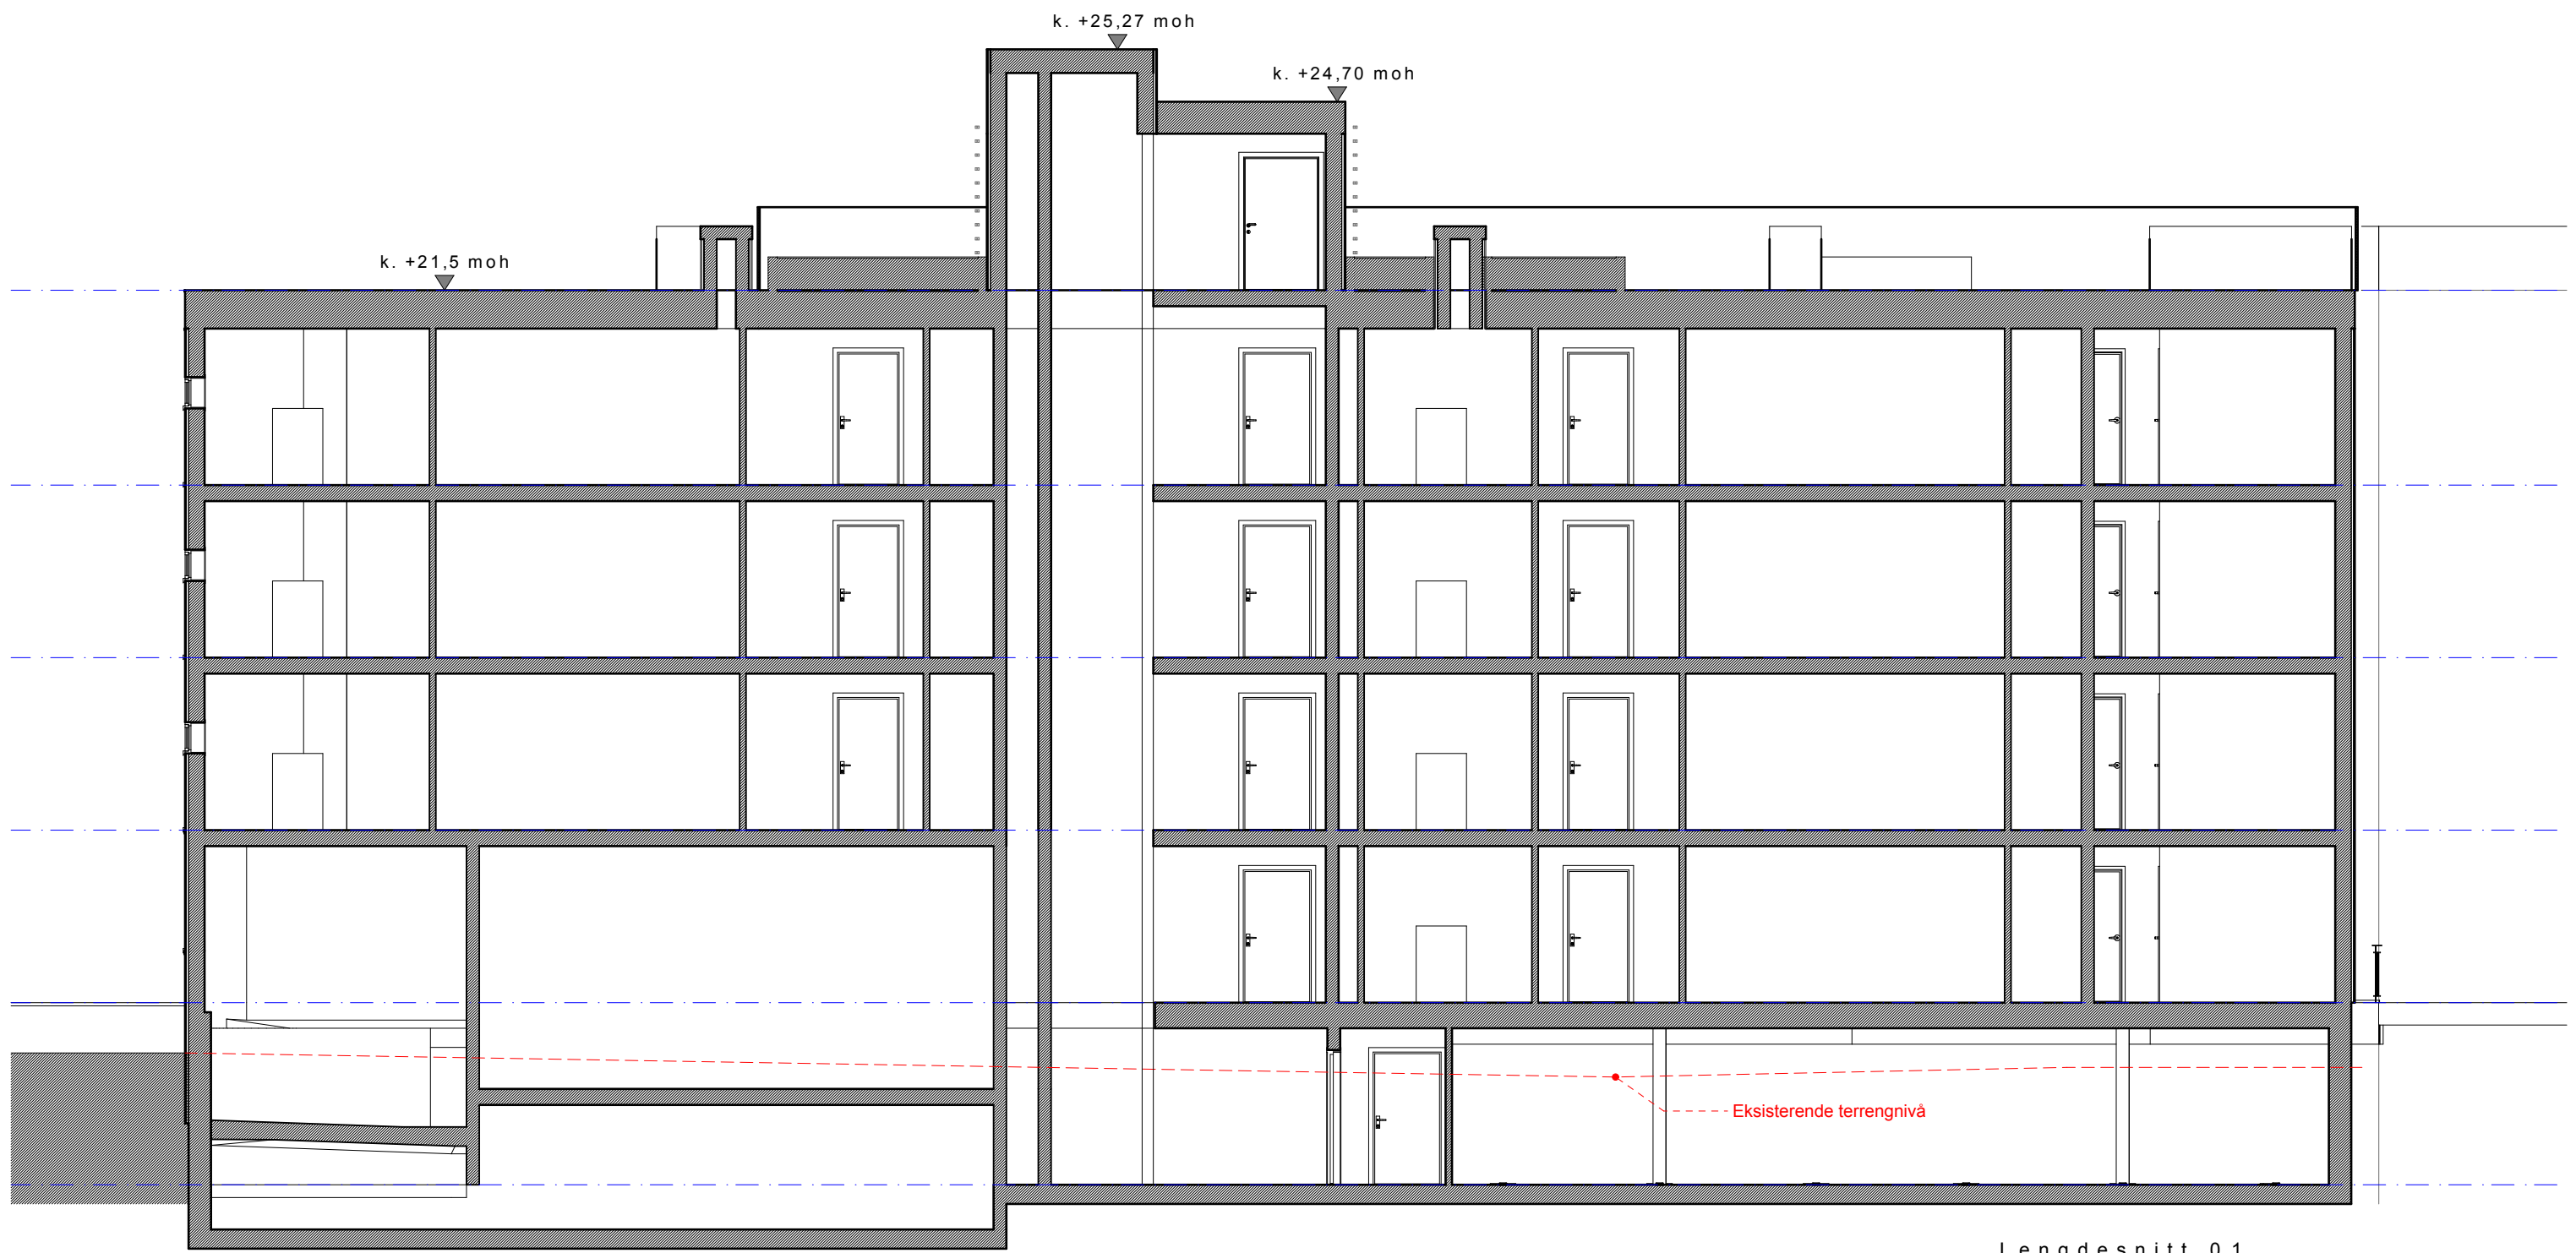 k. +25,27 moh
k. +24,70 moh
k. +21,5 moh
Eksisterende terrengnivå
Lengdesnitt 01